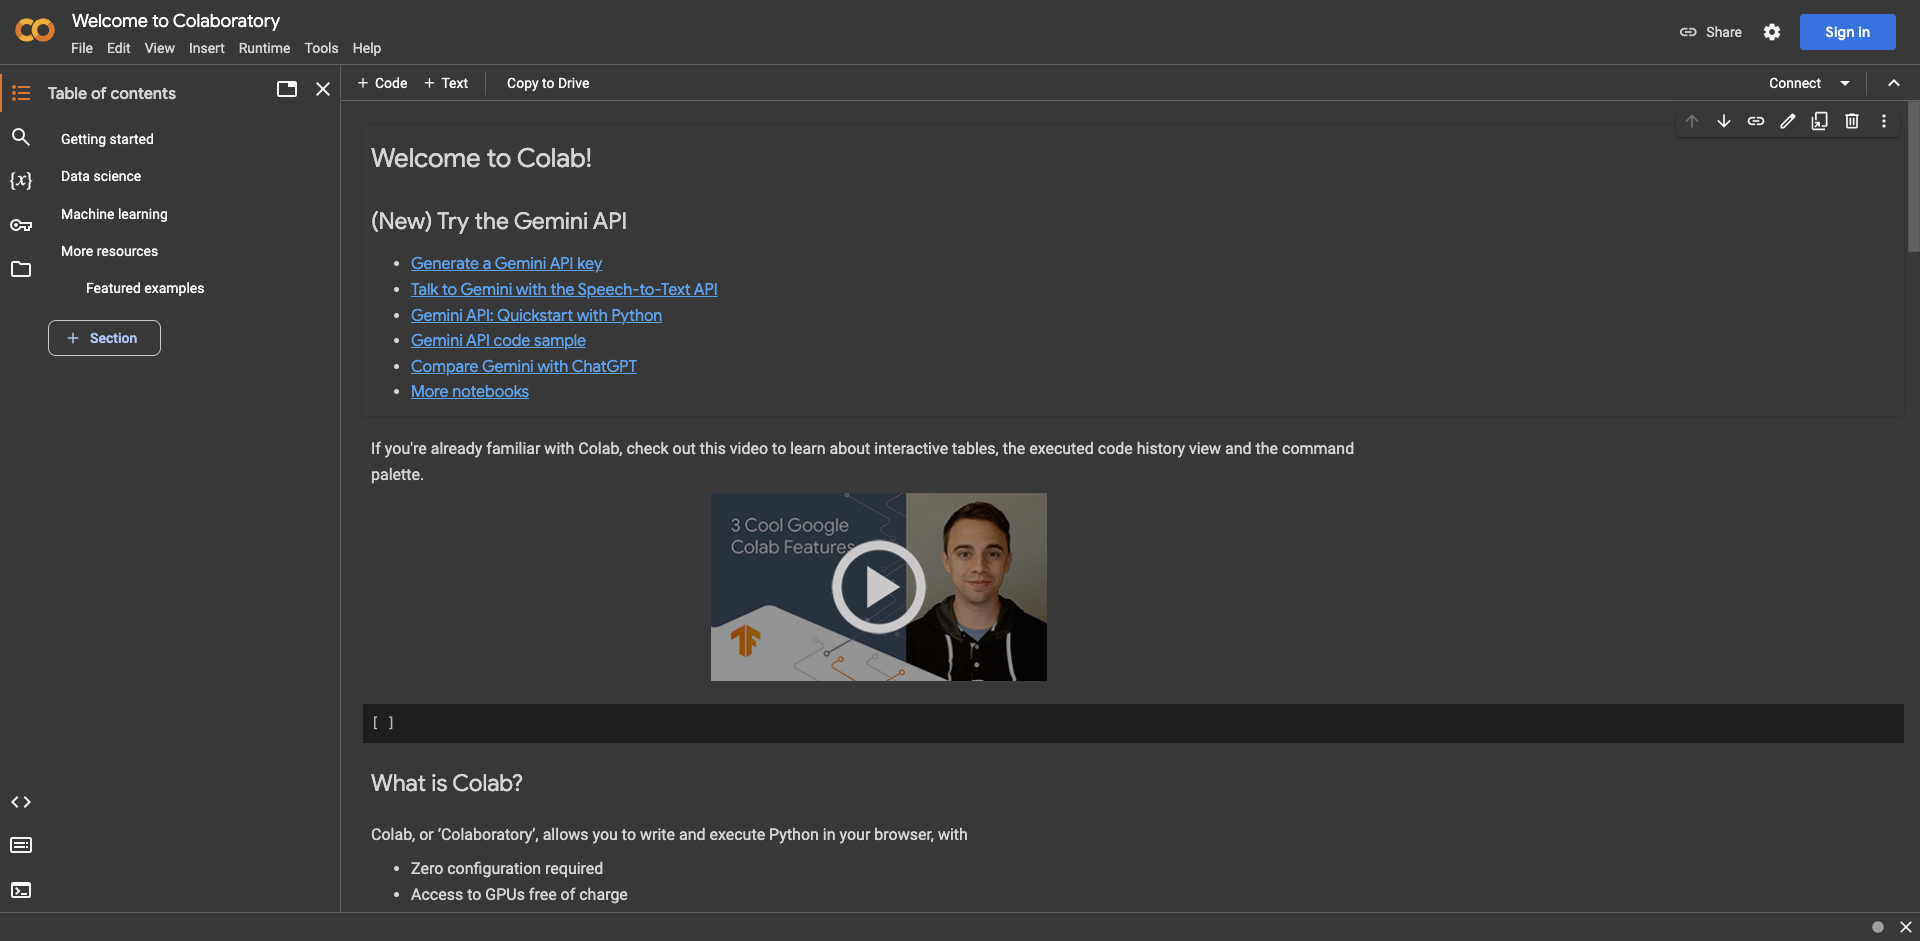 Welcome to Colaboratory
File Edit View Insert Runtime Tools Help
Share
Sign in
Table of contents
Getting started
Data science
Machine learning
More resources
Featured examples
+ Section
+ Code + Text Copy to Drive
Connect
Welcome to Colab!
(New) Try the Gemini API
• Generate a Gemini API key
• Talk to Gemini with the Speech-to-Text API
• Gemini API: Quickstart with Python
• Gemini API code sample
• Compare Gemini with ChatGPT
• More notebooks
If you're already familiar with Colab, check out this video to learn about interactive tables, the executed code history view and the command
palette.
3 Cool Google
Colab Features
[ ]
What is Colab?
Colab, or ‘Colaboratory’, allows you to write and execute Python in your browser, with
• Zero configuration required
• Access to GPUs free of charge